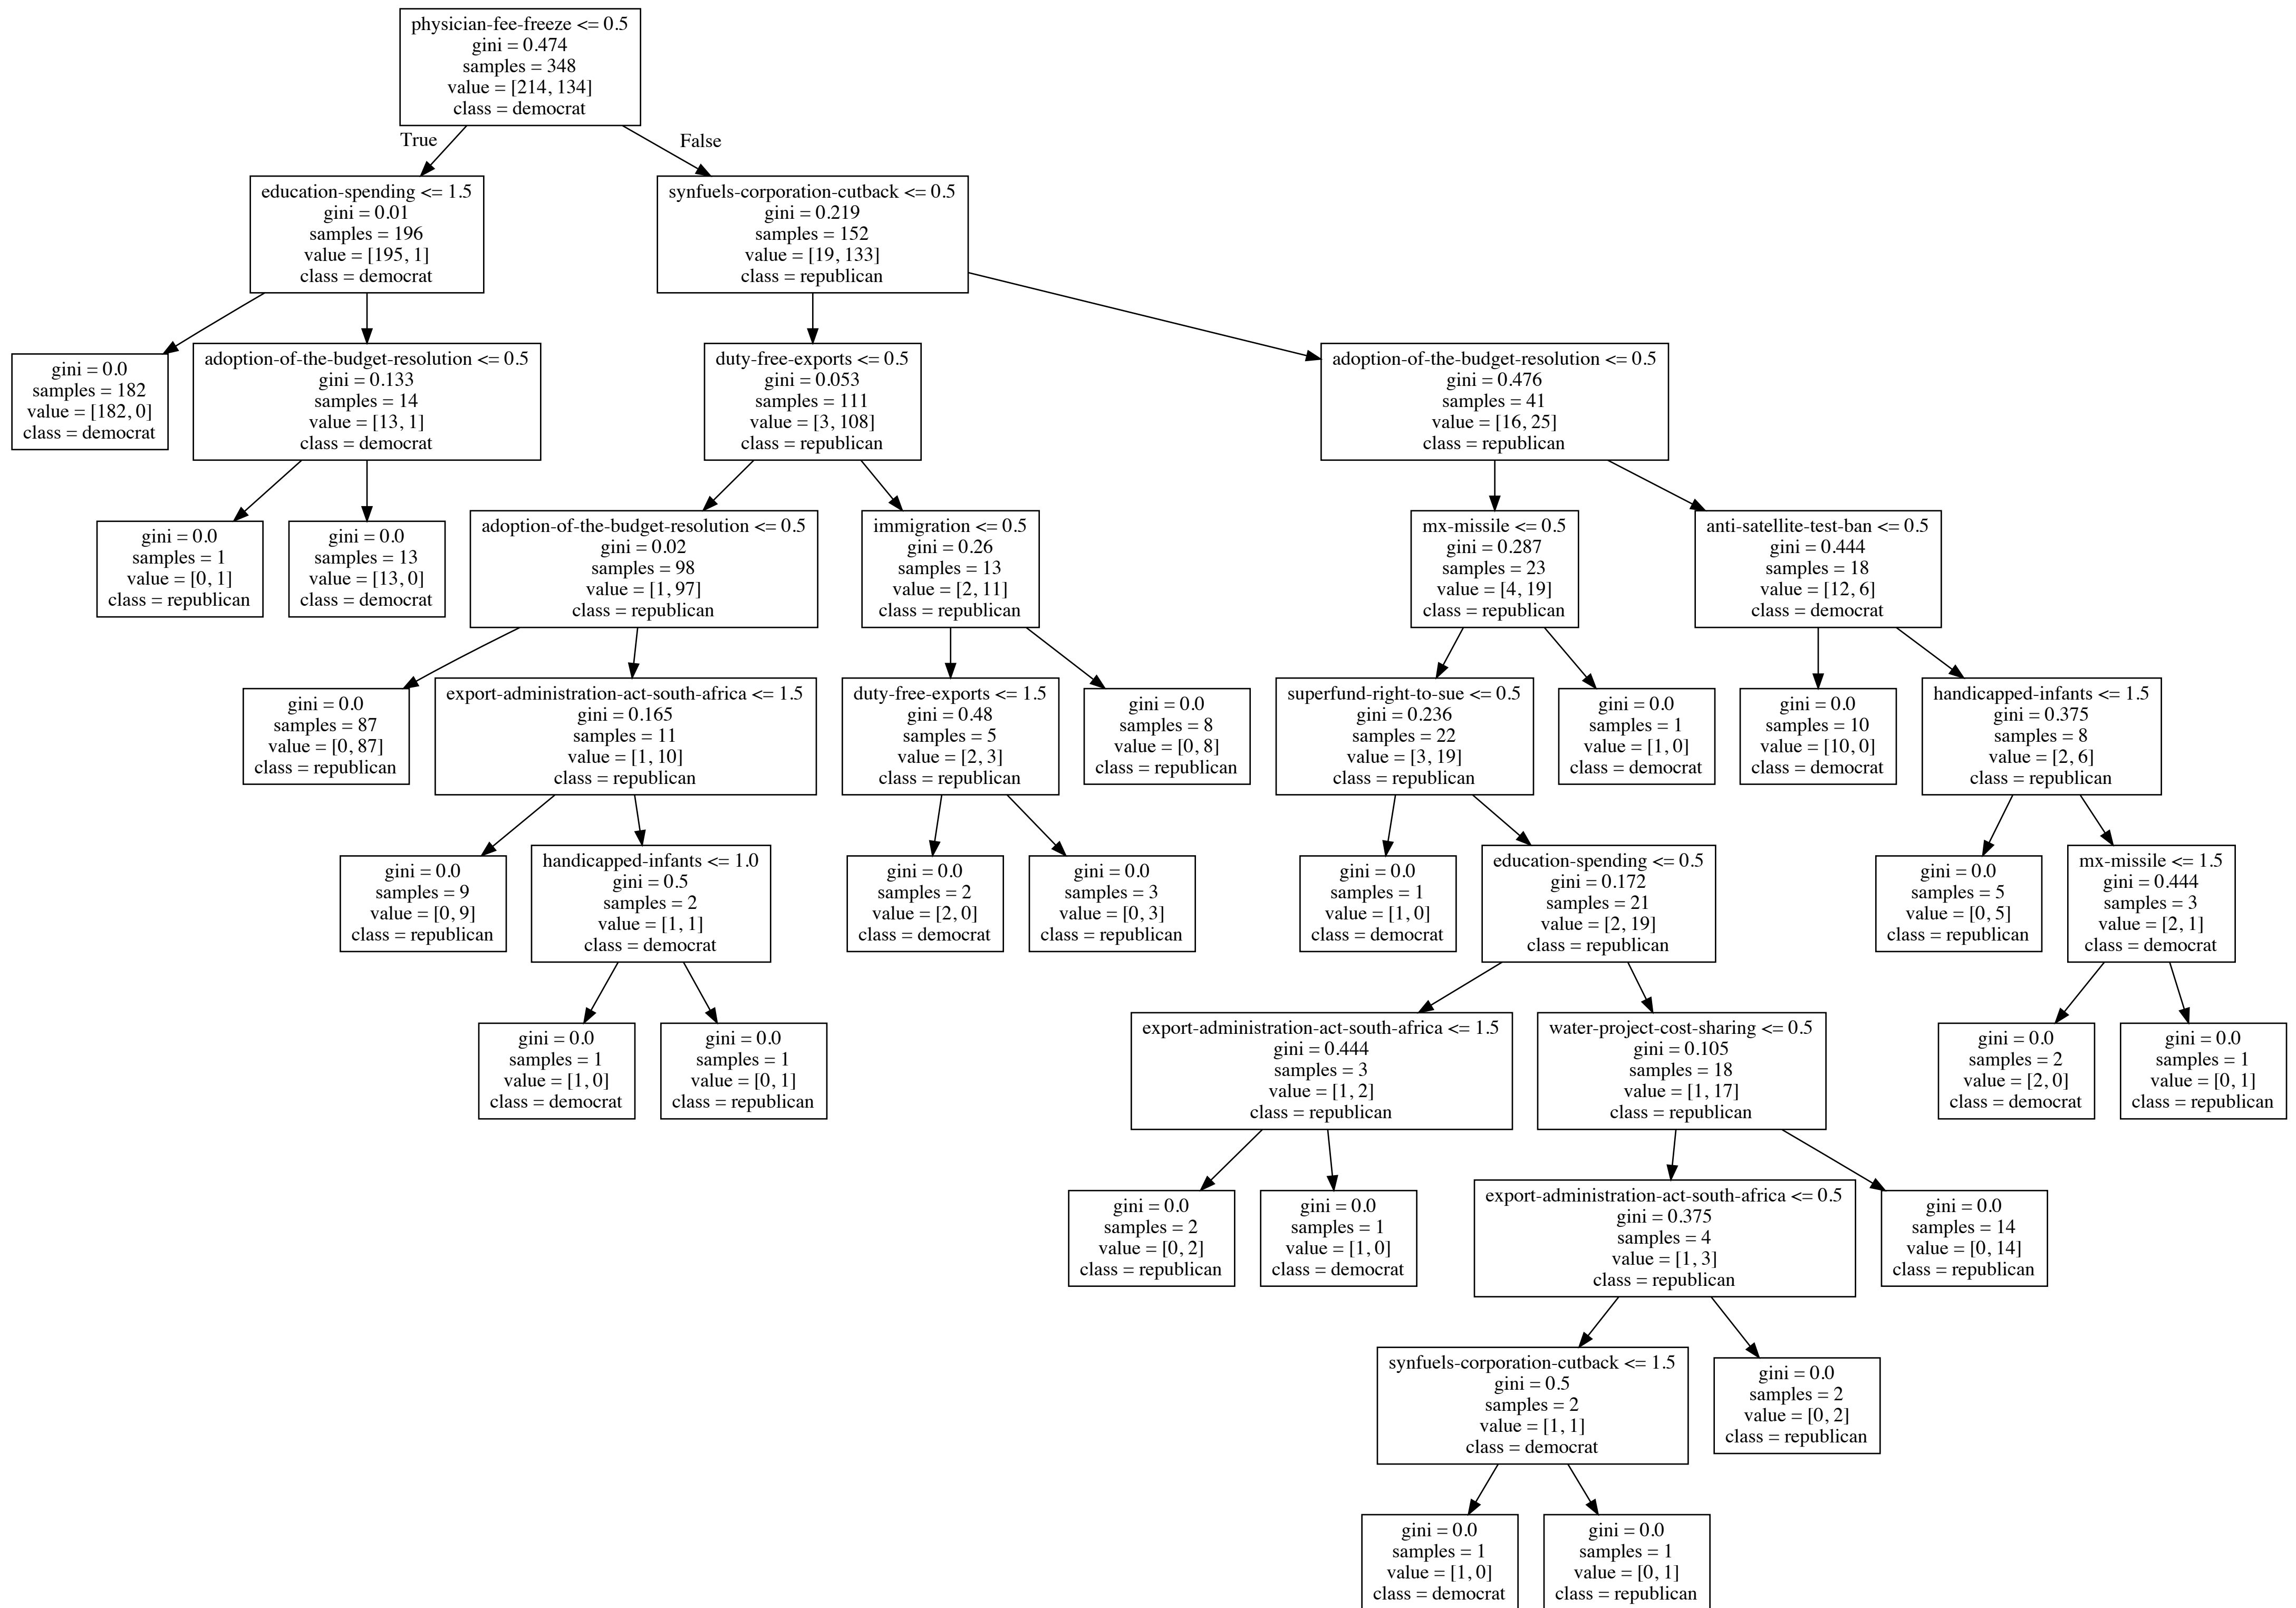 physician-fee-freeze <= 0.5
gini = 0.474
samples = 348
value = [214, 134]
class = democrat
True
False
education-spending <= 1.5
gini = 0.01
samples = 196
value = [195, 1]
class = democrat
synfuels-corporation-cutback <= 0.5
gini = 0.219
samples = 152
value = [19, 133]
class = republican
gini = 0.0
samples = 182
value = [182, 0]
class = democrat
adoption-of-the-budget-resolution <= 0.5
gini = 0.133
samples = 14
value = [13, 1]
class = democrat
duty-free-exports <= 0.5
gini = 0.053
samples = 111
value = [3, 108]
class = republican
adoption-of-the-budget-resolution <= 0.5
gini = 0.476
samples = 41
value = [16, 25]
class = republican
gini = 0.0
samples = 1
value = [0, 1]
class = republican
gini = 0.0
samples = 13
value = [13, 0]
class = democrat
adoption-of-the-budget-resolution <= 0.5
gini = 0.02
samples = 98
value = [1, 97]
class = republican
immigration <= 0.5
gini = 0.26
samples = 13
value = [2, 11]
class = republican
mx-missile <= 0.5
gini = 0.287
samples = 23
value = [4, 19]
class = republican
anti-satellite-test-ban <= 0.5
gini = 0.444
samples = 18
value = [12, 6]
class = democrat
gini = 0.0
samples = 87
value = [0, 87]
class = republican
export-administration-act-south-africa <= 1.5
gini = 0.165
samples = 11
value = [1, 10]
class = republican
duty-free-exports <= 1.5
gini = 0.48
samples = 5
value = [2, 3]
class = republican
gini = 0.0
samples = 8
value = [0, 8]
class = republican
superfund-right-to-sue <= 0.5
gini = 0.236
samples = 22
value = [3, 19]
class = republican
gini = 0.0
samples = 1
value = [1, 0]
class = democrat
gini = 0.0
samples = 10
value = [10, 0]
class = democrat
handicapped-infants <= 1.5
gini = 0.375
samples = 8
value = [2, 6]
class = republican
gini = 0.0
samples = 9
value = [0, 9]
class = republican
handicapped-infants <= 1.0
gini = 0.5
samples = 2
value = [1, 1]
class = democrat
gini = 0.0
samples = 2
value = [2, 0]
class = democrat
gini = 0.0
samples = 3
value = [0, 3]
class = republican
gini = 0.0
samples = 1
value = [1, 0]
class = democrat
education-spending <= 0.5
gini = 0.172
samples = 21
value = [2, 19]
class = republican
gini = 0.0
samples = 5
value = [0, 5]
class = republican
mx-missile <= 1.5
gini = 0.444
samples = 3
value = [2, 1]
class = democrat
gini = 0.0
samples = 1
value = [1, 0]
class = democrat
gini = 0.0
samples = 1
value = [0, 1]
class = republican
export-administration-act-south-africa <= 1.5
gini = 0.444
samples = 3
value = [1, 2]
class = republican
water-project-cost-sharing <= 0.5
gini = 0.105
samples = 18
value = [1, 17]
class = republican
gini = 0.0
samples = 2
value = [2, 0]
class = democrat
gini = 0.0
samples = 1
value = [0, 1]
class = republican
gini = 0.0
samples = 2
value = [0, 2]
class = republican
gini = 0.0
samples = 1
value = [1, 0]
class = democrat
export-administration-act-south-africa <= 0.5
gini = 0.375
samples = 4
value = [1, 3]
class = republican
gini = 0.0
samples = 14
value = [0, 14]
class = republican
synfuels-corporation-cutback <= 1.5
gini = 0.5
samples = 2
value = [1, 1]
class = democrat
gini = 0.0
samples = 2
value = [0, 2]
class = republican
gini = 0.0
samples = 1
value = [1, 0]
class = democrat
gini = 0.0
samples = 1
value = [0, 1]
class = republican